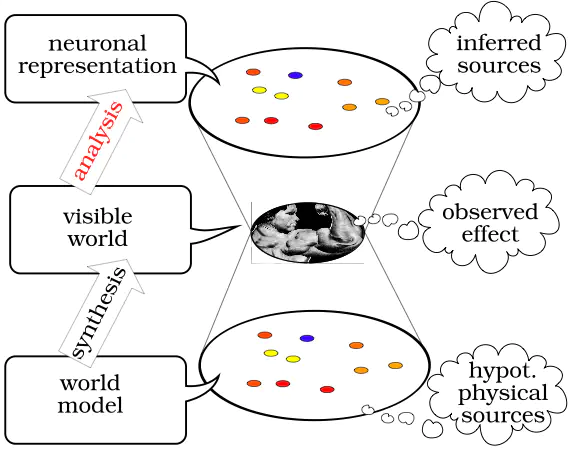 neuronal
representation
inferred
sources
analysis
visible
world
observed
effect
synthesis
world
model
hypot.
physical
sources